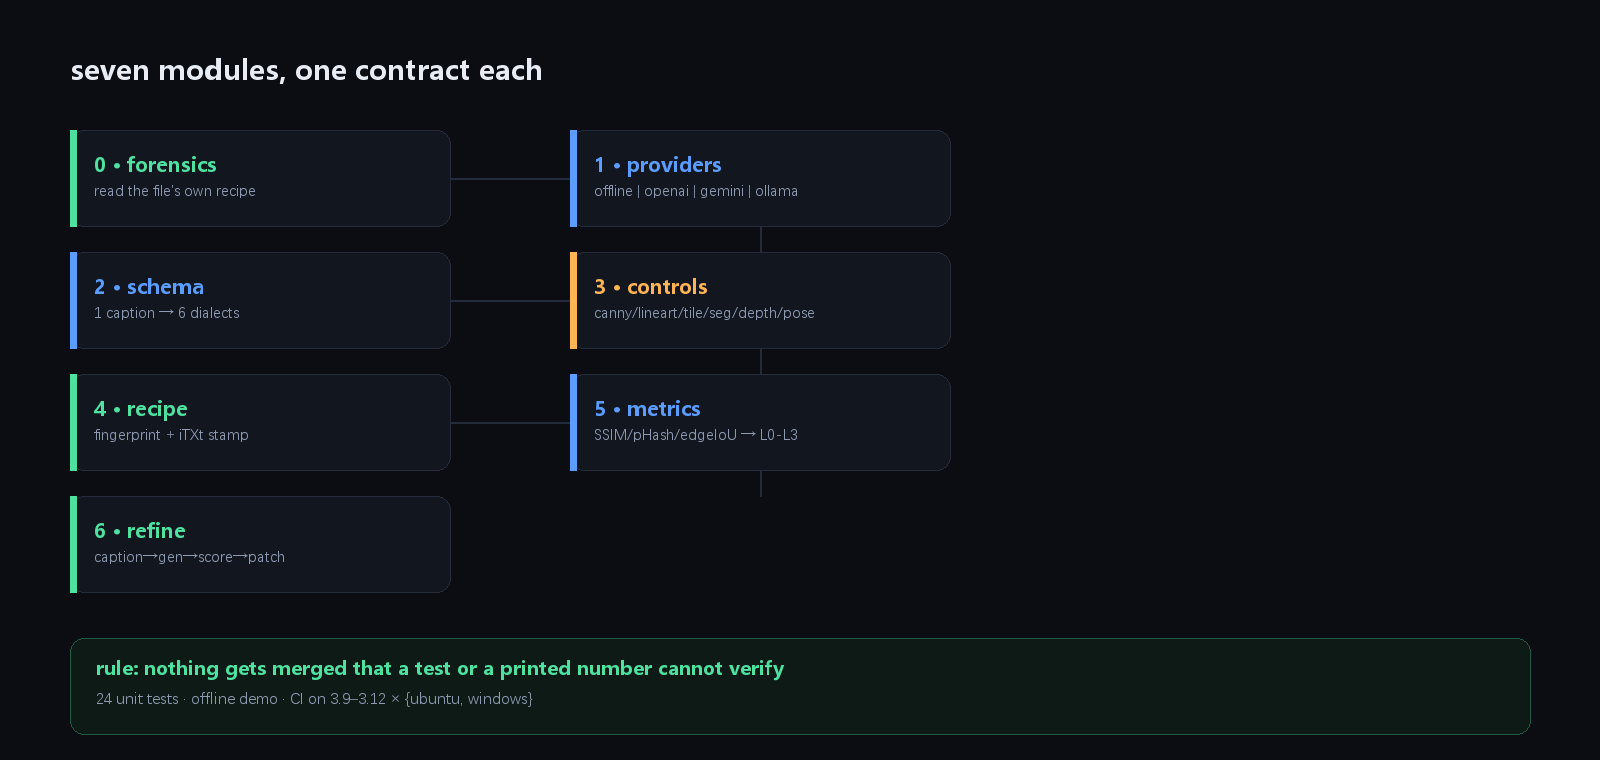 seven modules, one contract each
0 • forensics
read the file's own recipe
1 • providers
offline | openai | gemini | ollama
2 • schema
1 caption → 6 dialects
3 • controls
canny/lineart/tile/seg/depth/pose
4 • recipe
fingerprint + iTXt stamp
5 • metrics
SSIM/pHash/edgeIoU → L0-L3
6 • refine
caption→gen→score→patch
rule: nothing gets merged that a test or a printed number cannot verify
24 unit tests · offline demo · CI on 3.9–3.12 × {ubuntu, windows}